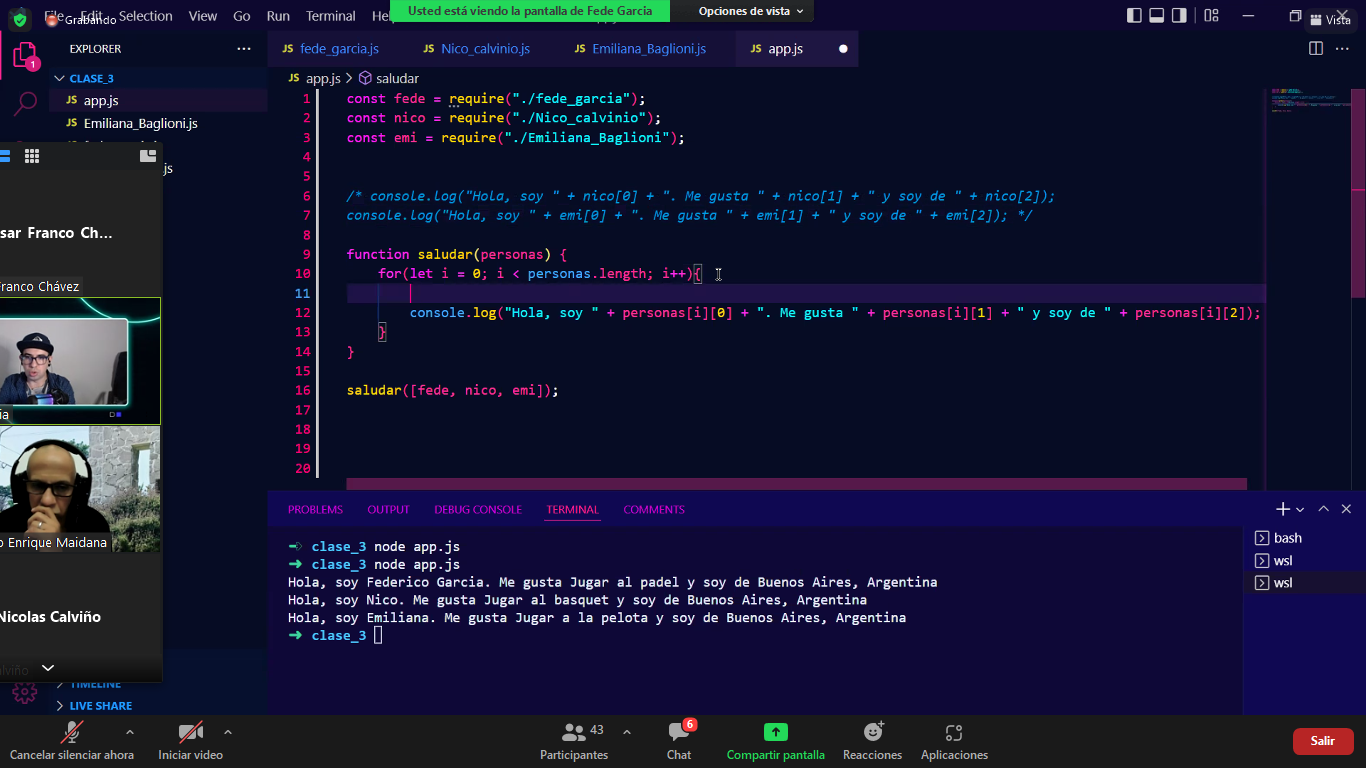 File Edit Selection View Go Run Terminal
Usted está viendo la pantalla de Fede Garcia
Opciones de vista
Grabando
Vista
EXPLORER
CLASE_3
JS app.js
JS Emiliana_Baglioni.js
JS fede_garcia.js
JS Nico_calvinio.js
JS Emiliana_Baglioni.js
JS app.js
JS app.js > saludar
1 const fede = require("./fede_garcia");
2 const nico = require("./Nico_calvinio");
3 const emi = require("./Emiliana_Baglioni");
4
5
6 /* console.log("Hola, soy " + nico[0] + ". Me gusta " + nico[1] + " y soy de " + nico[2]);
7 console.log("Hola, soy " + emi[0] + ". Me gusta " + emi[1] + " y soy de " + emi[2]); */
8
9 function saludar(personas) {
10 for(let i = 0; i < personas.length; i++){
11
12 console.log("Hola, soy " + personas[i][0] + ". Me gusta " + personas[i][1] + " y soy de " + personas[i][2]);
13 }
14 }
15
16 saludar([fede, nico, emi]);
17
18
19
20
1
js
sar Franco Ch...
ranco Chávez
ia
o Enrique Maidana
Nicolas Calviño
alviño
TIMELINE
LIVE SHARE
PROBLEMS OUTPUT DEBUG CONSOLE TERMINAL COMMENTS
➜ clase_3 node app.js
➜ clase_3 node app.js
Hola, soy Federico Garcia. Me gusta Jugar al padel y soy de Buenos Aires, Argentina
Hola, soy Nico. Me gusta Jugar al basquet y soy de Buenos Aires, Argentina
Hola, soy Emiliana. Me gusta Jugar a la pelota y soy de Buenos Aires, Argentina
➜ clase_3
bash
wsl
wsl
Cancelar silenciar ahora
Iniciar video
43
Participantes
6
Chat
Compartir pantalla
Reacciones
Aplicaciones
Salir